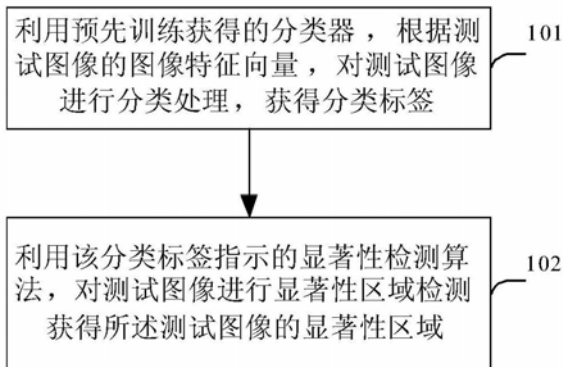 利用预先训练获得的分类器，根据测
试图像的图像特征向量，对测试图像
进行分类处理，获得分类标签
101
利用该分类标签指示的显著性检测算
法，对测试图像进行显著性区域检测
获得所述测试图像的显著性区域
102